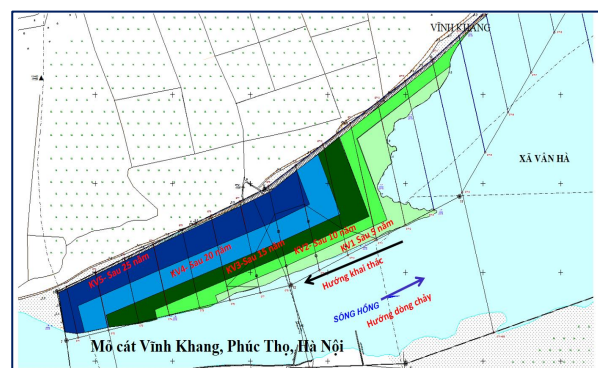 VĨNH KHANG
XÃ VÂN HÀ
KV5- Sau 25 năm
KV4- Sau 20 năm
KV3-Sau 15 năm
KV2- Sau 10 năm
KV1 Sau 5 năm
Hướng khai thác
SÔNG HỒNG
Hướng dòng chảy
Mỏ cát Vĩnh Khang, Phúc Thọ, Hà Nội